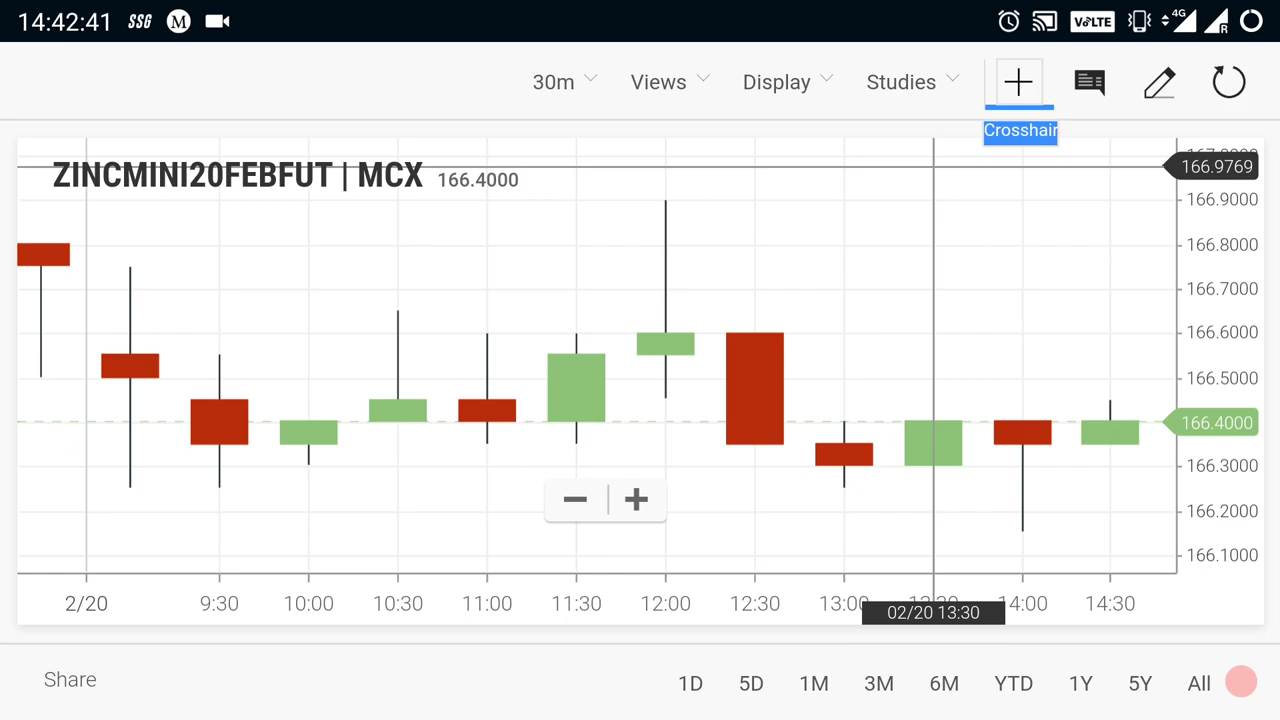 14:42:41 SSG M VoLTE 4G R
30m Views Display Studies
Crosshair
ZINCMINI20FEBFUT | MCX 166.4000
166.9769
166.9000
166.8000
166.7000
166.6000
166.5000
166.4000
166.3000
166.2000
166.1000
2/20 9:30 10:00 10:30 11:00 11:30 12:00 12:30 13:00 14:00 14:30
02/20 13:30
Share 1D 5D 1M 3M 6M YTD 1Y 5Y All